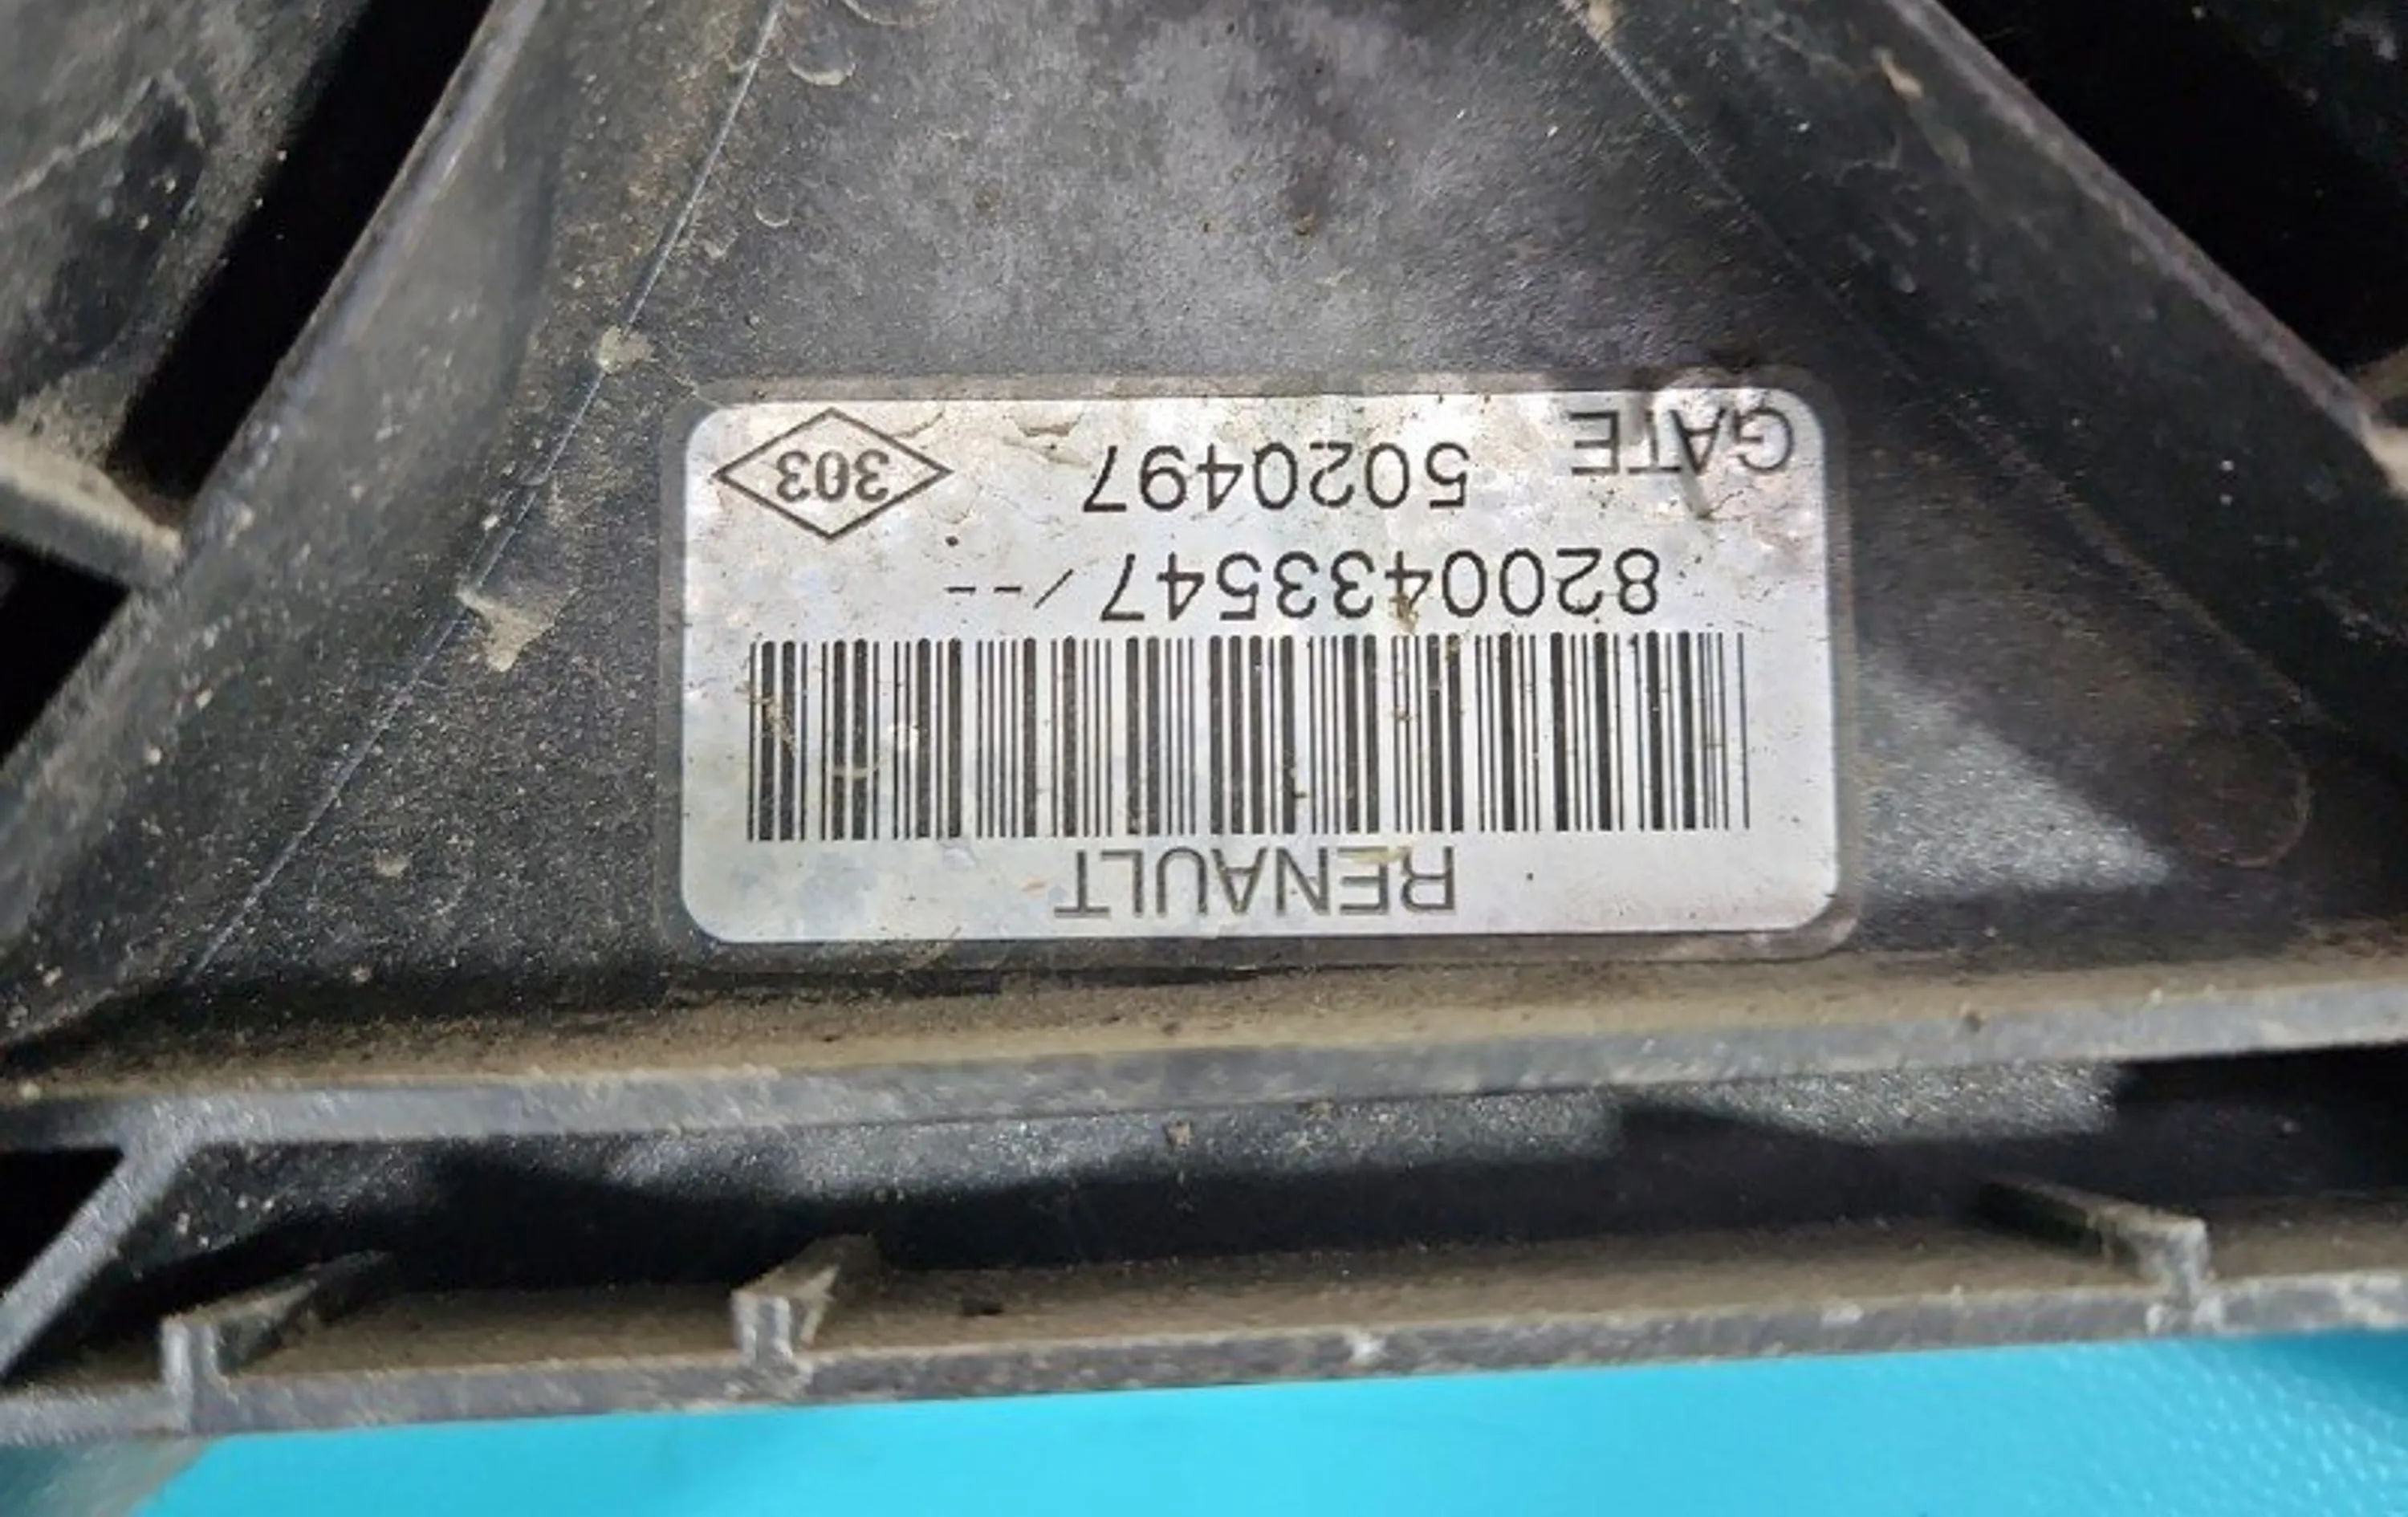 RENAULT
8200433547 /--
GATE 5020497 303